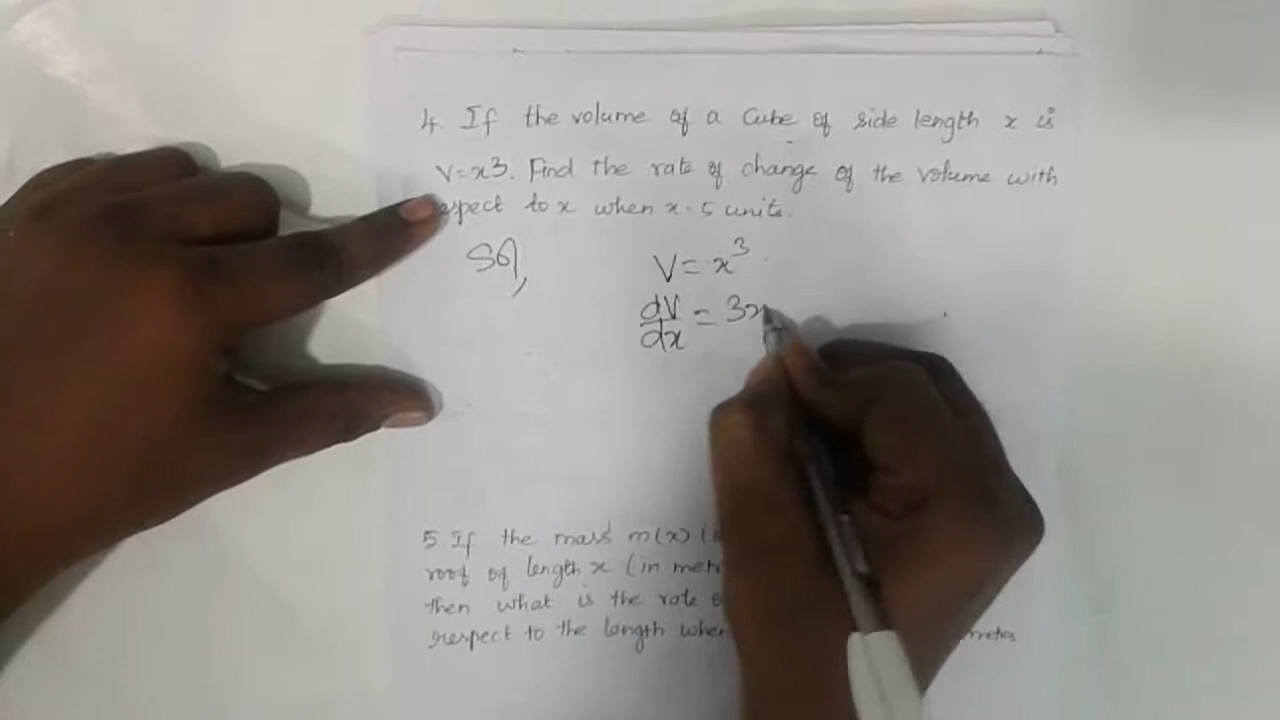 4. If the volume of a Cube of side length x is
V=x3. Find the rate of change of the volume with
espect to x when x=5 units.
Sol,
V=x³
dV/dx = 3x
5 If the mass m(x) (
roof of length x (in met
then what is the rate
respect to the length when metres